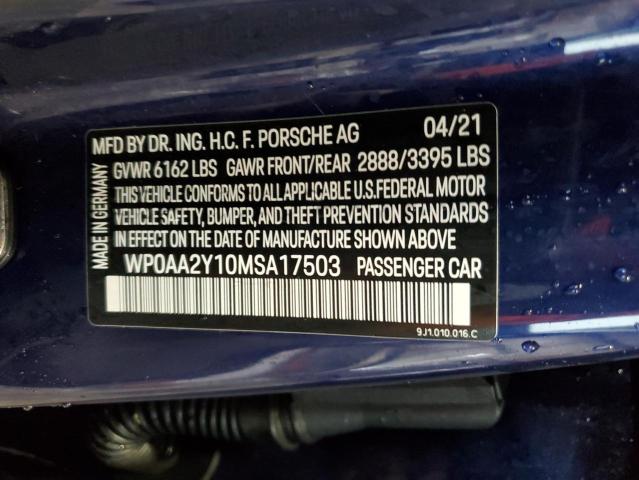 MFD BY DR. ING. H.C. F. PORSCHE AG 04/21
GVWR 6162 LBS GAWR FRONT/REAR 2888/3395 LBS
THIS VEHICLE CONFORMS TO ALL APPLICABLE U.S.FEDERAL MOTOR
VEHICLE SAFETY, BUMPER, AND THEFT PREVENTION STANDARDS
IN EFFECT ON THE DATE OF MANUFACTURE SHOWN ABOVE
WP0AA2Y10MSA17503 PASSENGER CAR
9J1.010.016.C
MADE IN GERMANY